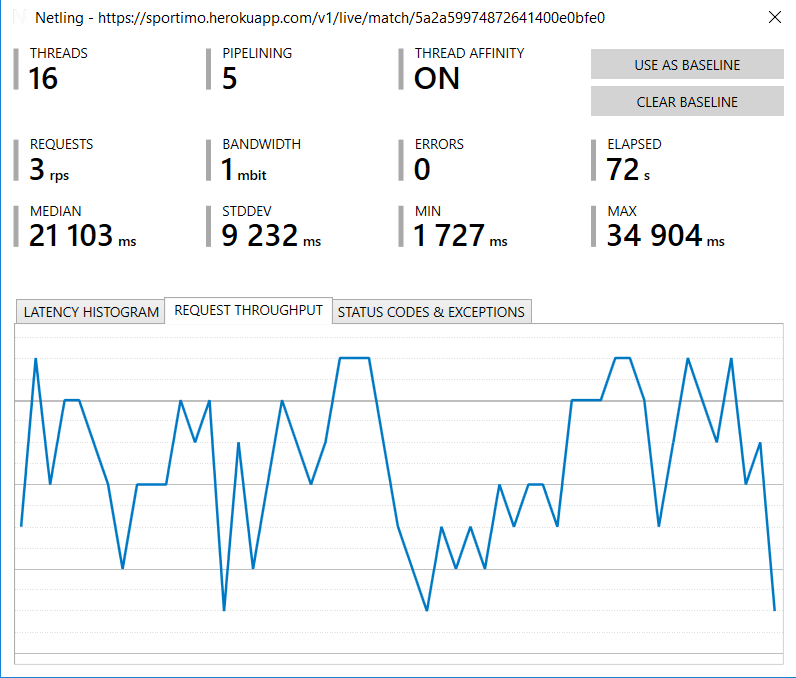 Netling - https://sportimo.herokuapp.com/v1/live/match/5a2a59974872641400e0bfe0
THREADS PIPELINING THREAD AFFINITY
16 5 ON
USE AS BASELINE
CLEAR BASELINE
REQUESTS BANDWIDTH ERRORS ELAPSED
3 rps 1 mbit 0 72 s
MEDIAN STDDEV MIN MAX
21 103 ms 9 232 ms 1 727 ms 34 904 ms
LATENCY HISTOGRAM REQUEST THROUGHPUT STATUS CODES & EXCEPTIONS